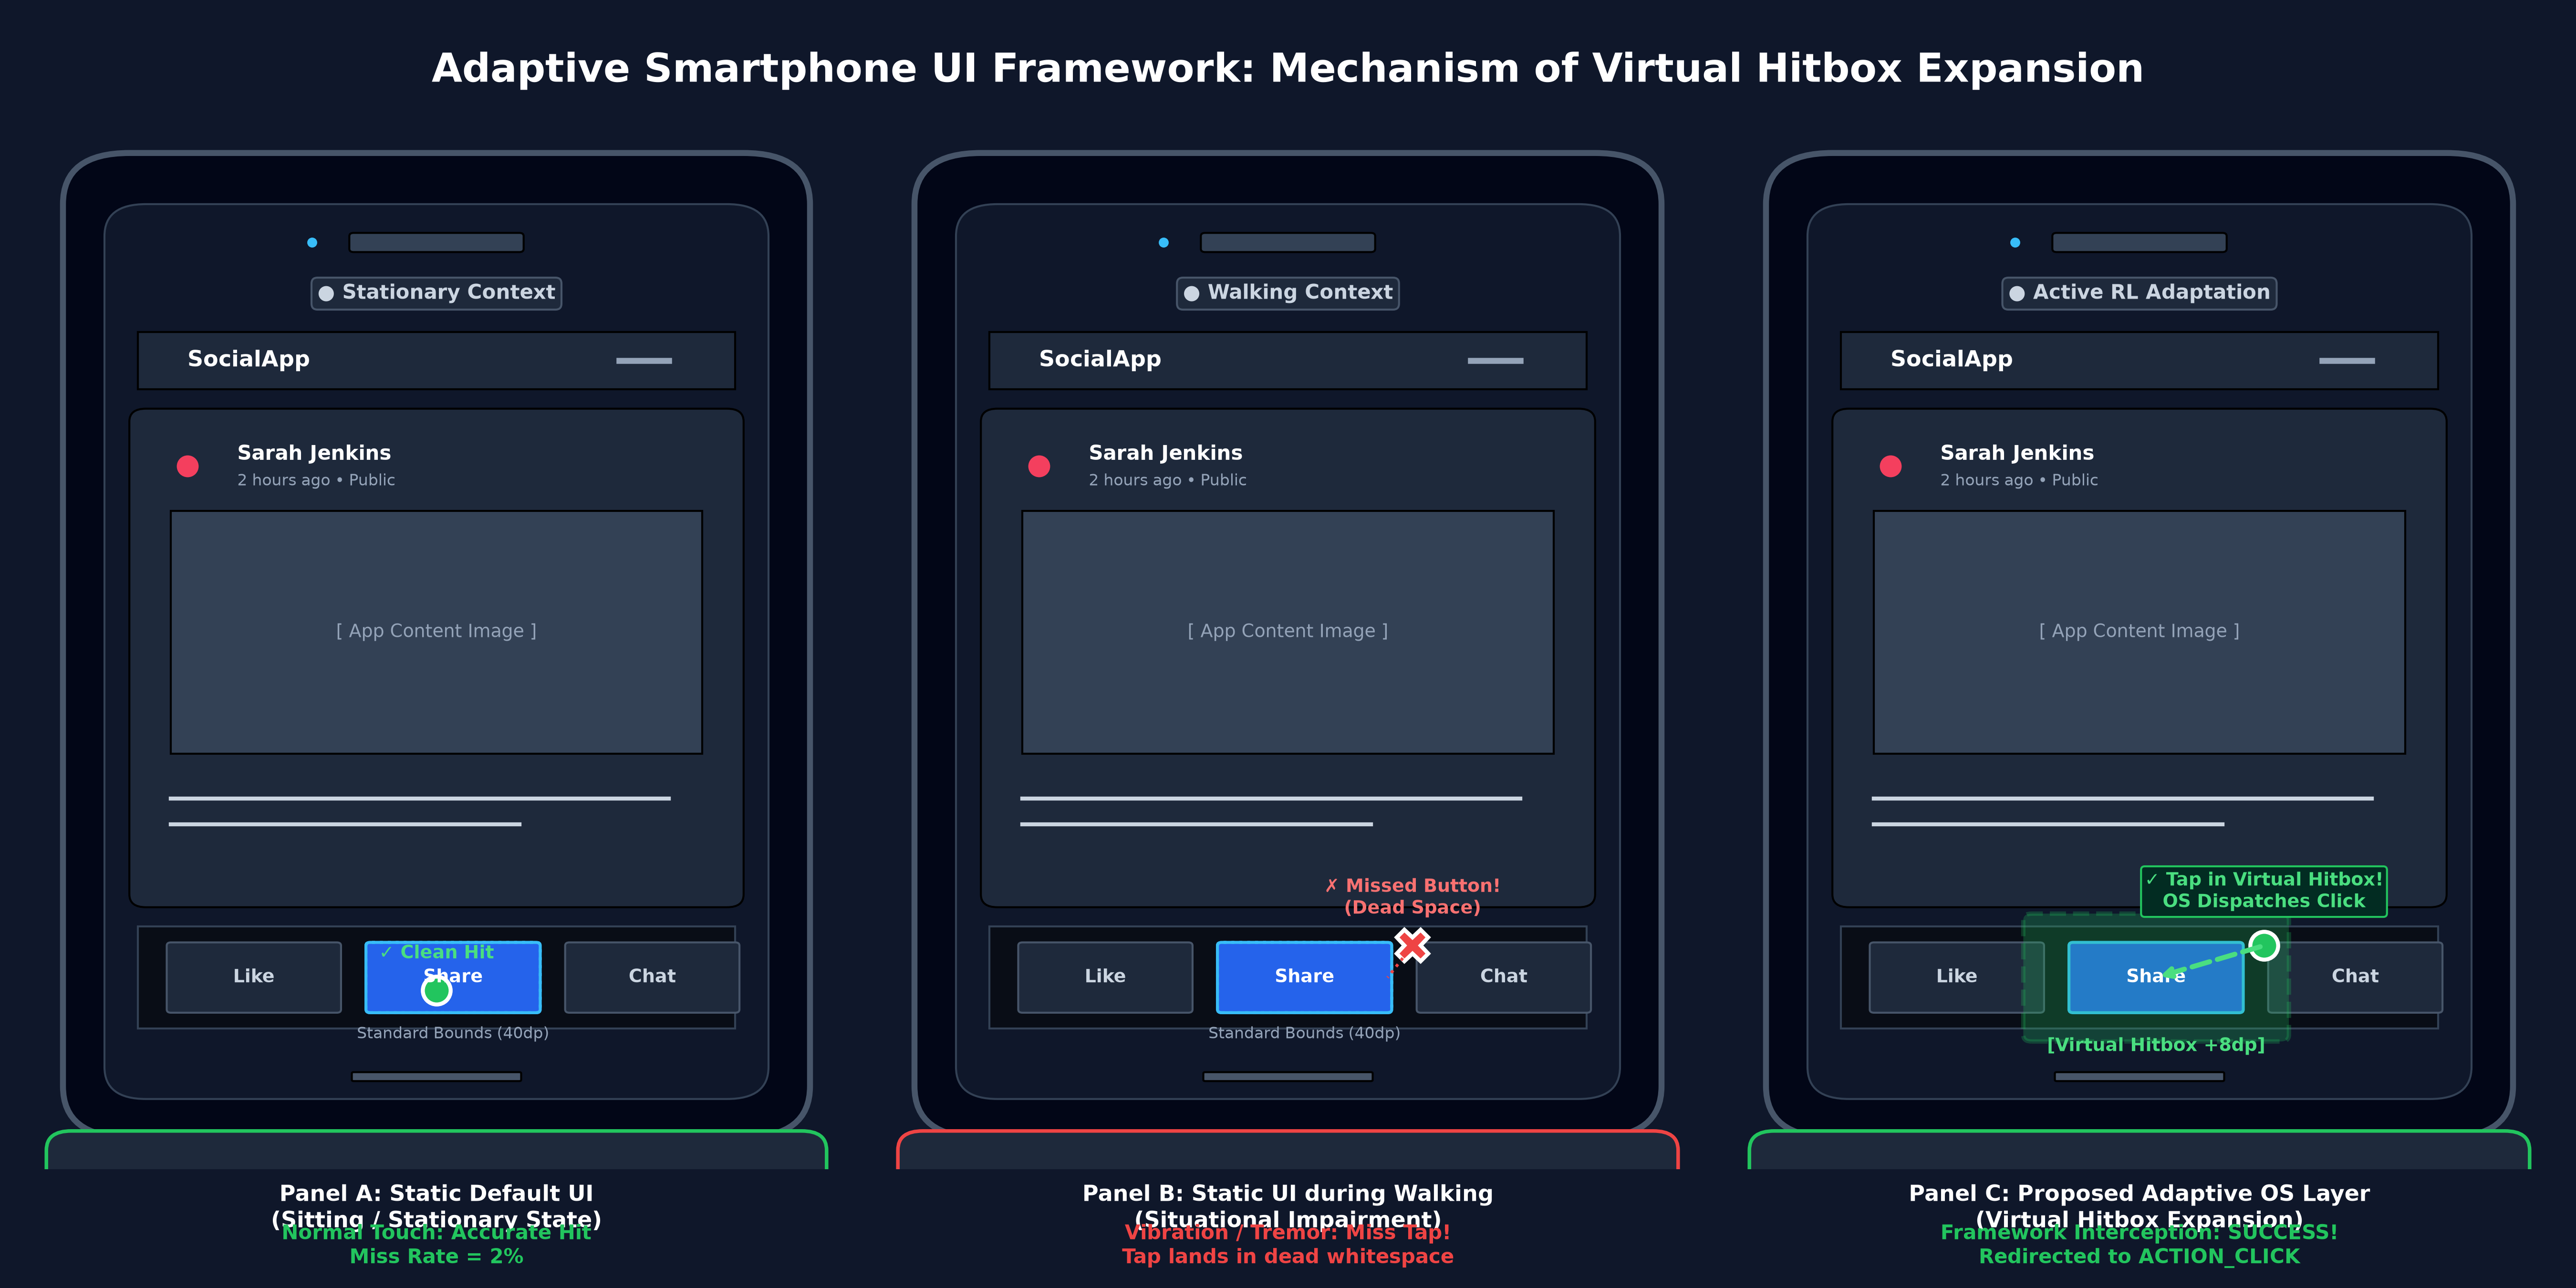 Adaptive Smartphone UI Framework: Mechanism of Virtual Hitbox Expansion
● Stationary Context
SocialApp
Sarah Jenkins
2 hours ago • Public
[ App Content Image ]
✓ Clean Hit
Like
Share
Chat
Standard Bounds (40dp)
Panel A: Static Default UI
(Sitting / Stationary State)
Normal Touch: Accurate Hit
Miss Rate = 2%
● Walking Context
SocialApp
Sarah Jenkins
2 hours ago • Public
[ App Content Image ]
✗ Missed Button!
(Dead Space)
Like
Share
Chat
Standard Bounds (40dp)
Panel B: Static UI during Walking
(Situational Impairment)
Vibration / Tremor: Miss Tap!
Tap lands in dead whitespace
● Active RL Adaptation
SocialApp
Sarah Jenkins
2 hours ago • Public
[ App Content Image ]
✓ Tap in Virtual Hitbox!
OS Dispatches Click
Like
Share
Chat
[Virtual Hitbox +8dp]
Panel C: Proposed Adaptive OS Layer
(Virtual Hitbox Expansion)
Framework Interception: SUCCESS!
Redirected to ACTION_CLICK